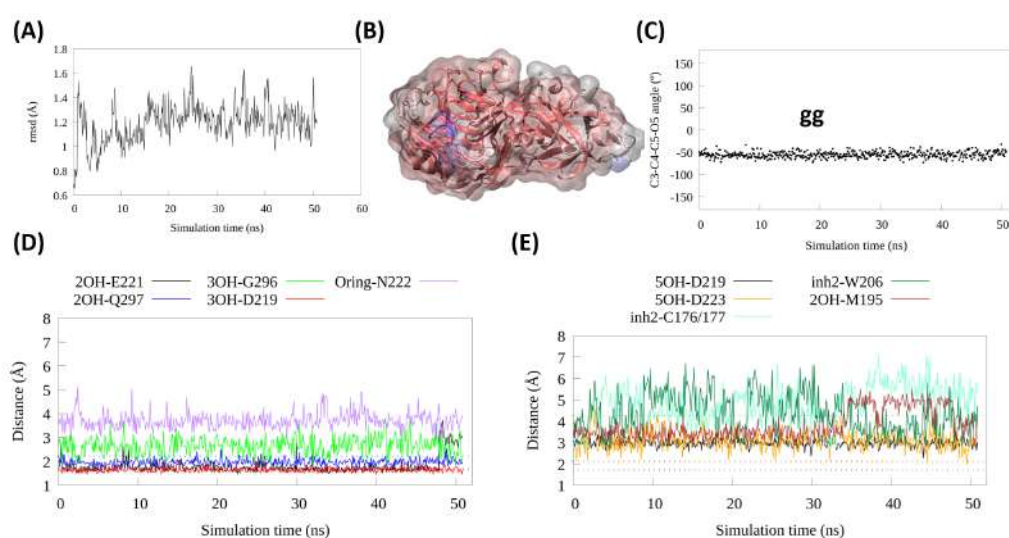 (A)
1.8
1.6
1.4
1.2
1
0.8
0.6
rmsd (Å)
0 10 20 30 40 50 60
Simulation time (ns)
(B)
(C)
150
100
50
0
-50
-100
-150
C3-C4-C5-O5 angle (°)
gg
0 10 20 30 40 50
Simulation time (ns)
(D)
2OH-E221 3OH-G296 Oring-N222
2OH-Q297 3OH-D219
8
7
6
5
4
3
2
1
Distance (Å)
0 10 20 30 40 50
Simulation time (ns)
(E)
5OH-D219 inh2-W206
5OH-D223 2OH-M195
inh2-C176/177
8
7
6
5
4
3
2
1
Distance (Å)
0 10 20 30 40 50
Simulation time (ns)